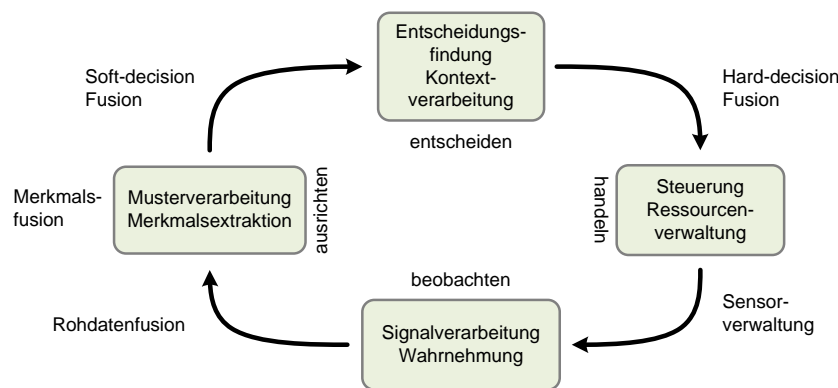 Entscheidungs-
findung
Kontext-
verarbeitung
Soft-decision
Fusion
Hard-decision
Fusion
entscheiden
Merkmals-
fusion
Musterverarbeitung
Merkmalsextraktion
ausrichten
handeln
Steuerung
Ressourcen-
verwaltung
beobachten
Rohdatenfusion
Signalverarbeitung
Wahrnehmung
Sensor-
verwaltung